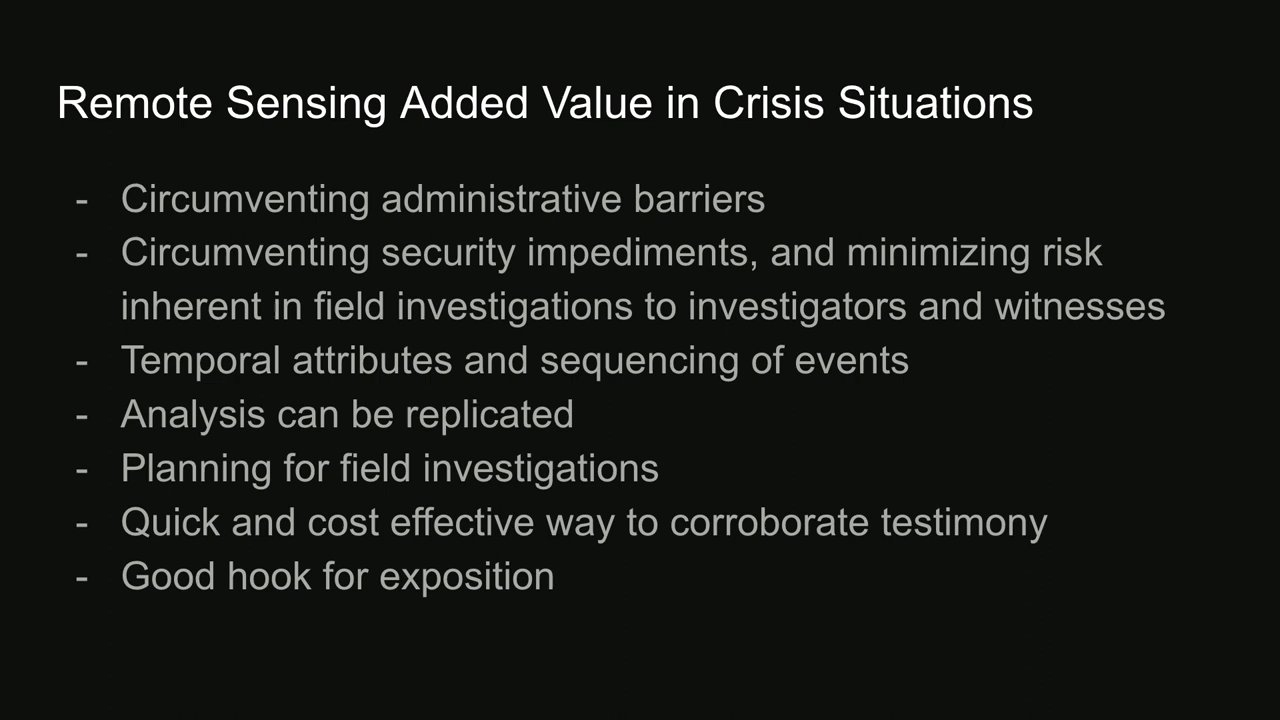 Remote Sensing Added Value in Crisis Situations
- Circumventing administrative barriers
- Circumventing security impediments, and minimizing risk
inherent in field investigations to investigators and witnesses
- Temporal attributes and sequencing of events
- Analysis can be replicated
- Planning for field investigations
- Quick and cost effective way to corroborate testimony
- Good hook for exposition